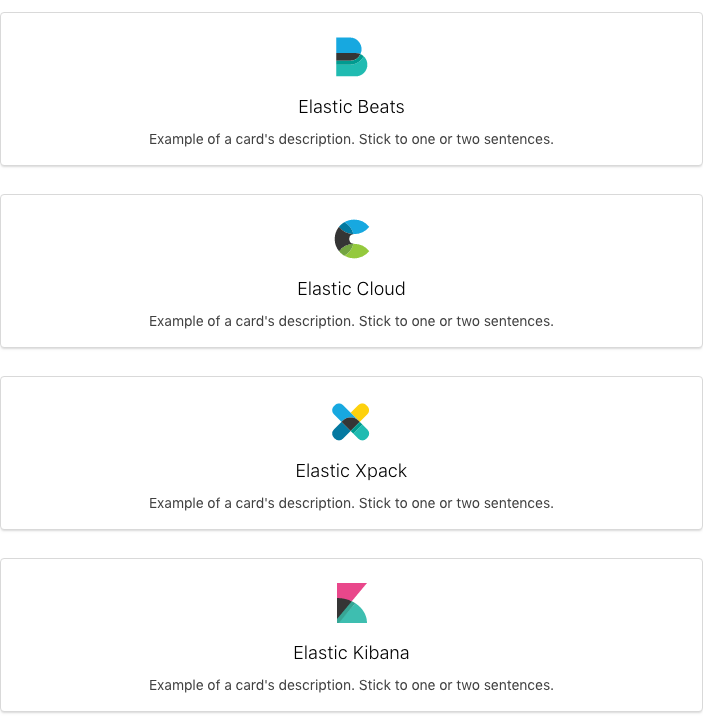 Elastic Beats
Example of a card's description. Stick to one or two sentences.
Elastic Cloud
Example of a card's description. Stick to one or two sentences.
Elastic Xpack
Example of a card's description. Stick to one or two sentences.
Elastic Kibana
Example of a card's description. Stick to one or two sentences.